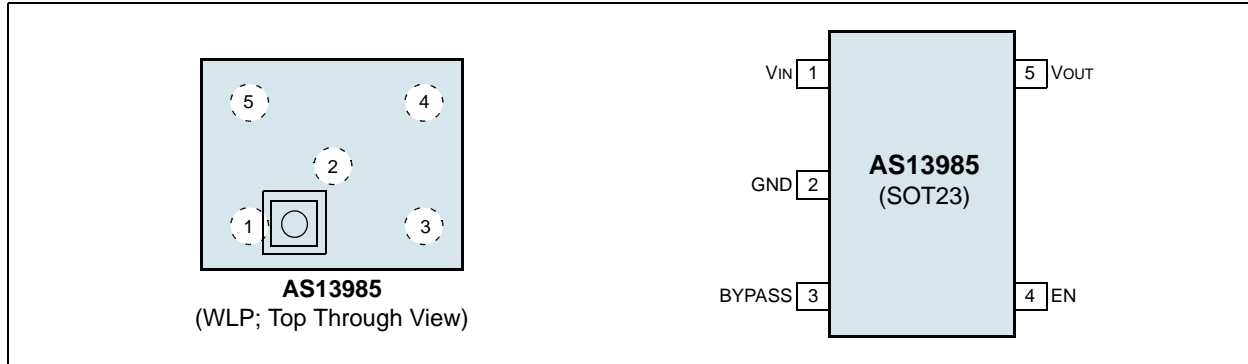 5
4
2
1
3
AS13985
(WLP; Top Through View)
VIN 1
5 VOUT
AS13985
(SOT23)
GND 2
BYPASS 3
4 EN